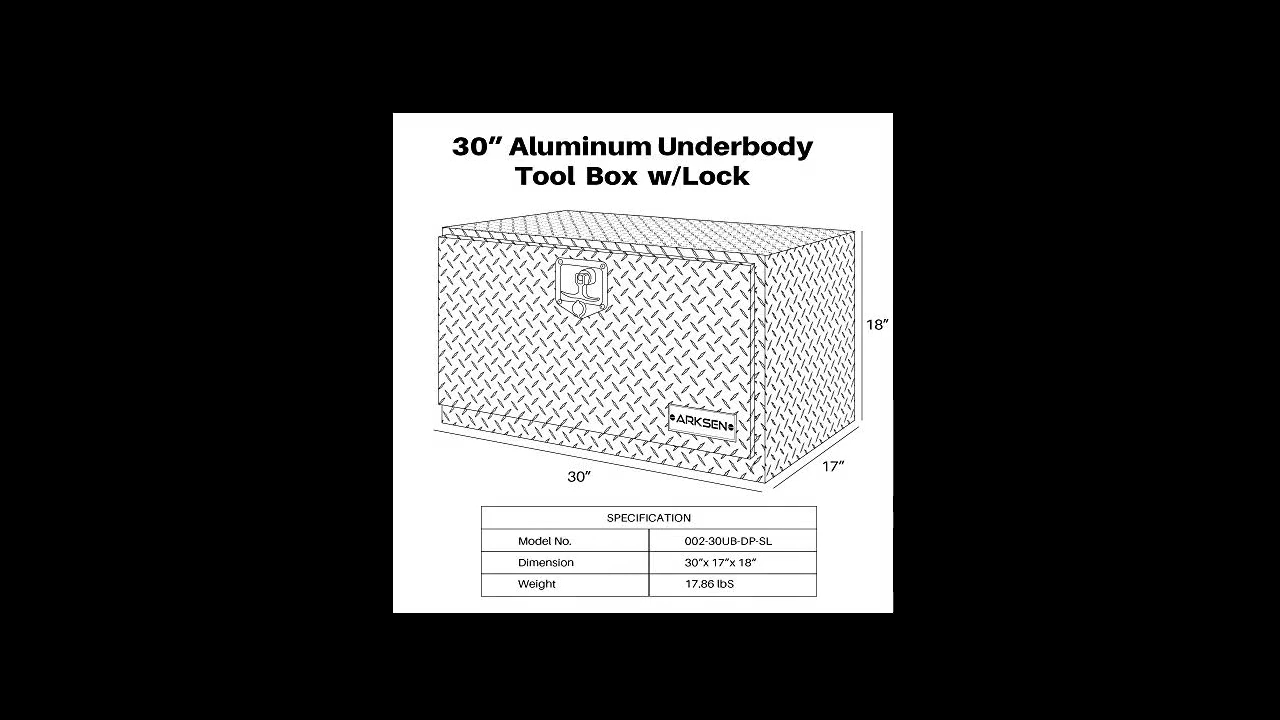 30” Aluminum Underbody
Tool Box w/Lock
18”
ARKSEN
17”
30”
SPECIFICATION
Model No. 002-30UB-DP-SL
Dimension 30”x 17”x 18”
Weight 17.86 lbS